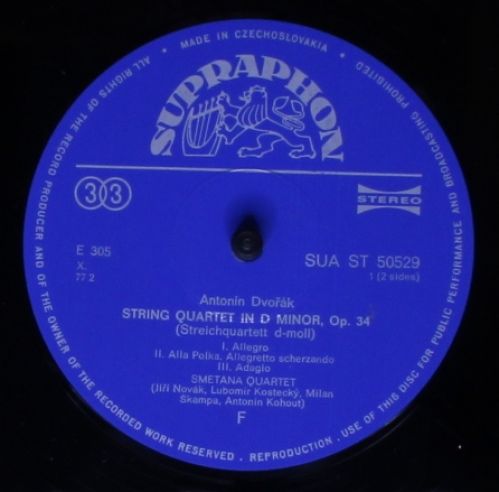 • MADE IN CZECHOSLOVAKIA •
ALL RIGHTS OF THE RECORD PRODUCER AND OF THE OWNER OF THE RECORDED WORK RESERVED . REPRODUCTION . USE OF THIS DISC FOR PUBLIC PERFORMANCE AND BROADCASTING PROHIBITED
SUPRAPHON
33
STEREO
E 305
X.
77 2
SUA ST 50529
1 (2 sides)
Antonín Dvořák
STRING QUARTET IN D MINOR, Op. 34
(Streichquartett d-moll)
I. Allegro
II. Alla Polka. Allegretto scherzando
III. Adagio
SMETANA QUARTET
(Jiří Novák, Lubomír Kostecký, Milan
Škampa, Antonín Kohout)
F